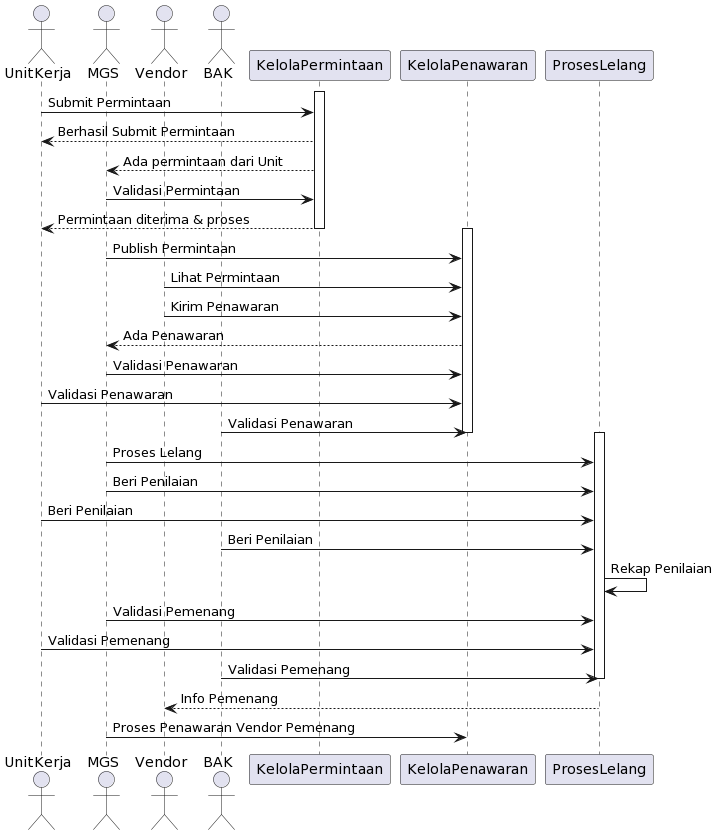 UnitKerja MGS Vendor BAK KelolaPermintaan KelolaPenawaran ProsesLelang
Submit Permintaan
Berhasil Submit Permintaan
Ada permintaan dari Unit
Validasi Permintaan
Permintaan diterima & proses
Publish Permintaan
Lihat Permintaan
Kirim Penawaran
Ada Penawaran
Validasi Penawaran
Validasi Penawaran
Validasi Penawaran
Proses Lelang
Beri Penilaian
Beri Penilaian
Beri Penilaian
Rekap Penilaian
Validasi Pemenang
Validasi Pemenang
Validasi Pemenang
Info Pemenang
Proses Penawaran Vendor Pemenang
UnitKerja MGS Vendor BAK KelolaPermintaan KelolaPenawaran ProsesLelang